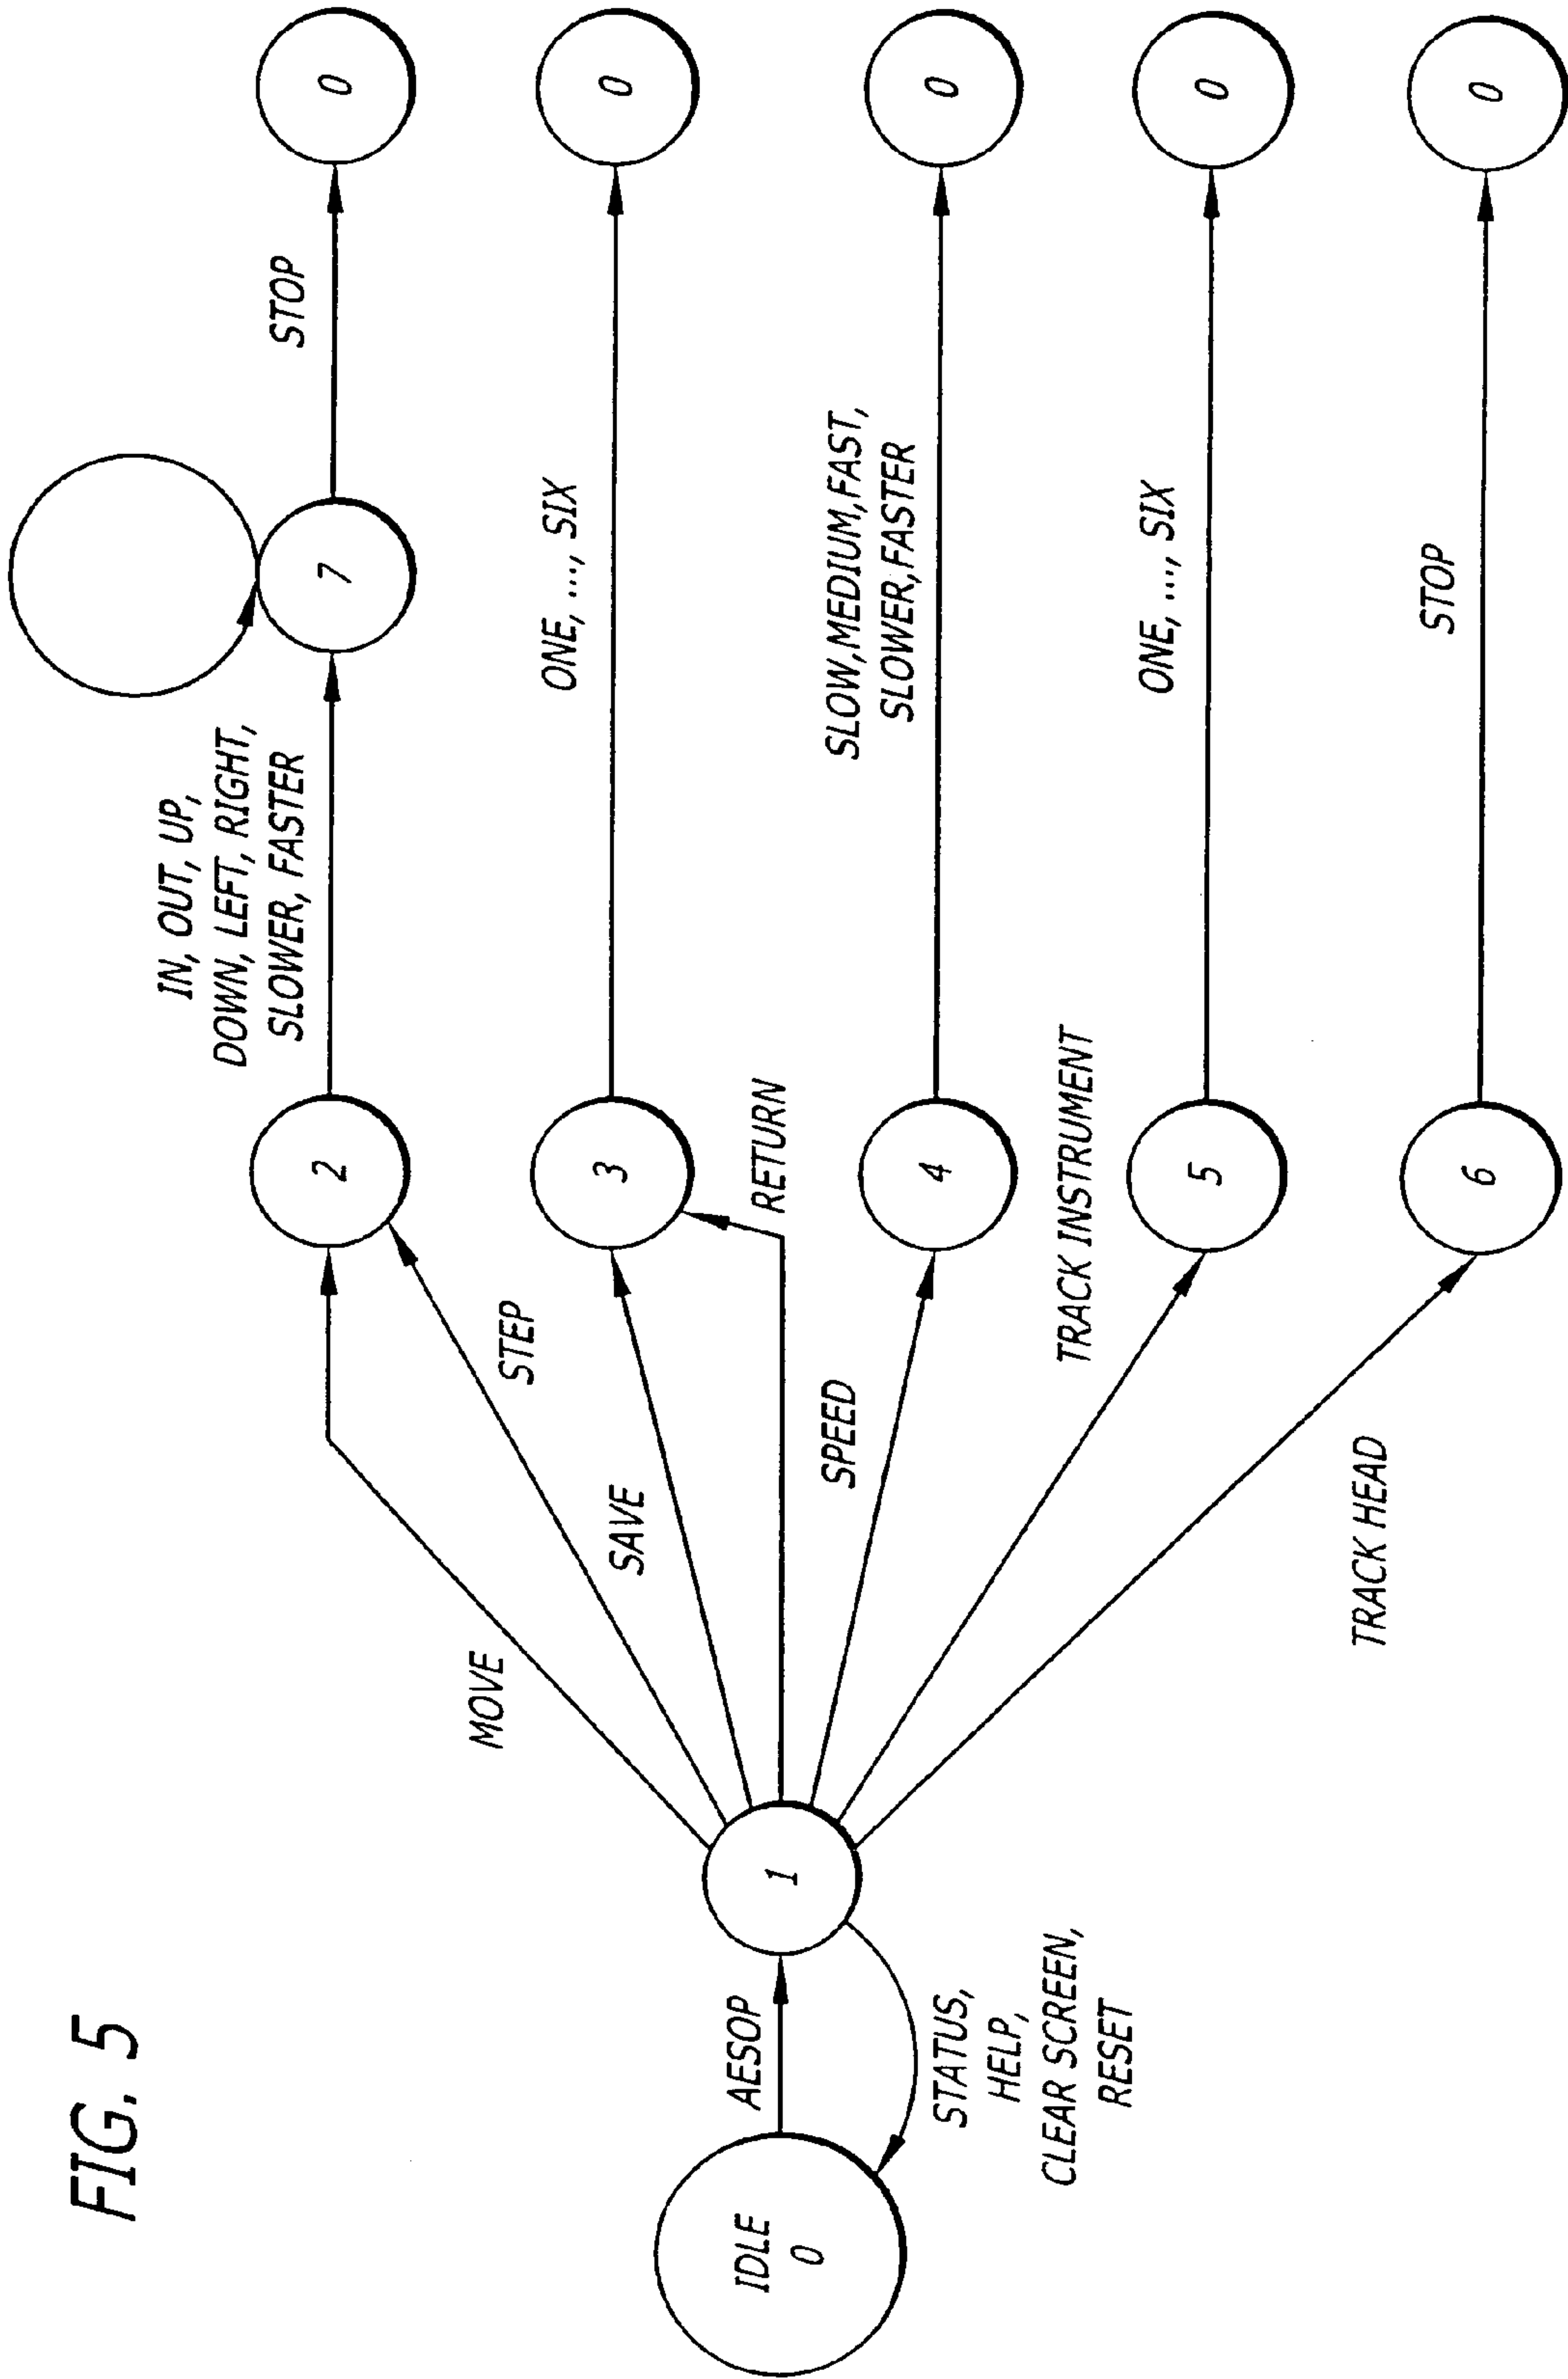 FIG. 5
IDLE
0
AESOP
STATUS,
HELP,
CLEAR SCREEN,
RESET
1
MOVE
STEP
SAVE
RETURN
SPEED
TRACK INSTRUMENT
TRACK HEAD
2
IN, OUT, UP,
DOWN, LEFT, RIGHT,
SLOWER, FASTER
7
STOP
0
3
ONE, ..., SIX
0
4
SLOW, MEDIUM, FAST,
SLOWER, FASTER
0
5
ONE, ..., SIX
0
6
STOP
0